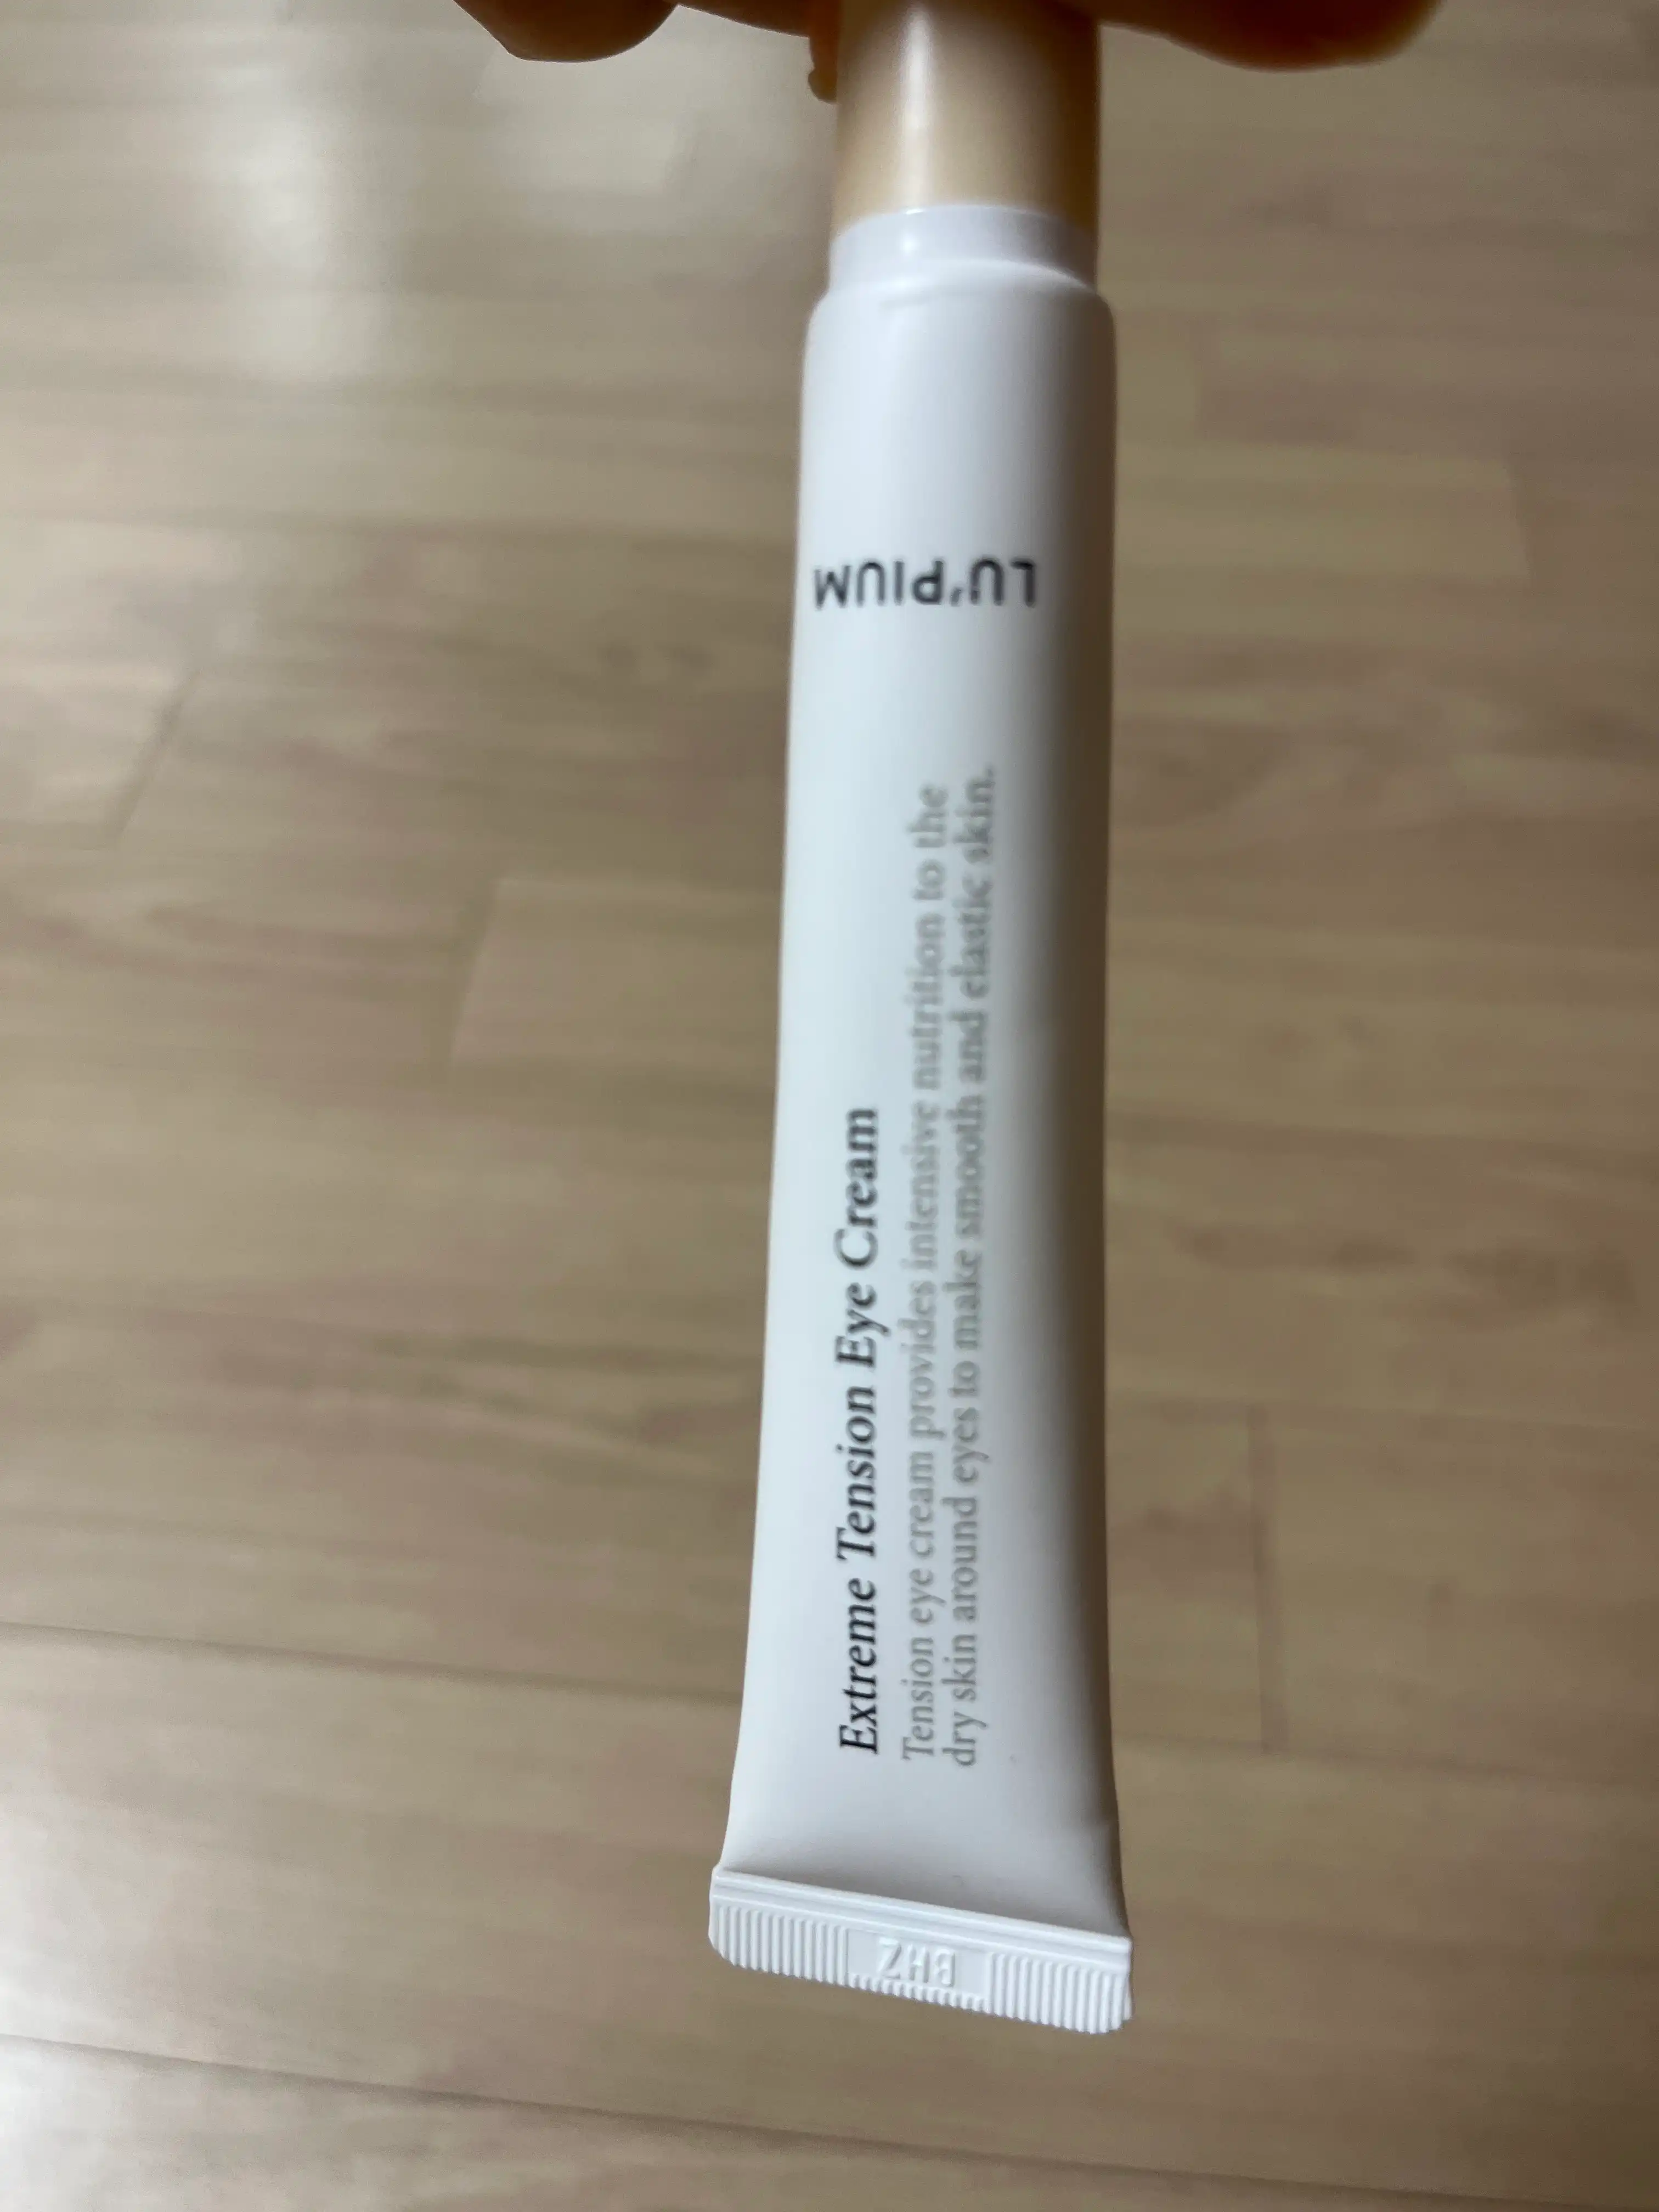 LU'PIUM
Extreme Tension Eye Cream
Tension eye cream provides intensive nutrition to the
dry skin around eyes to make smooth and elastic skin.
BHZ